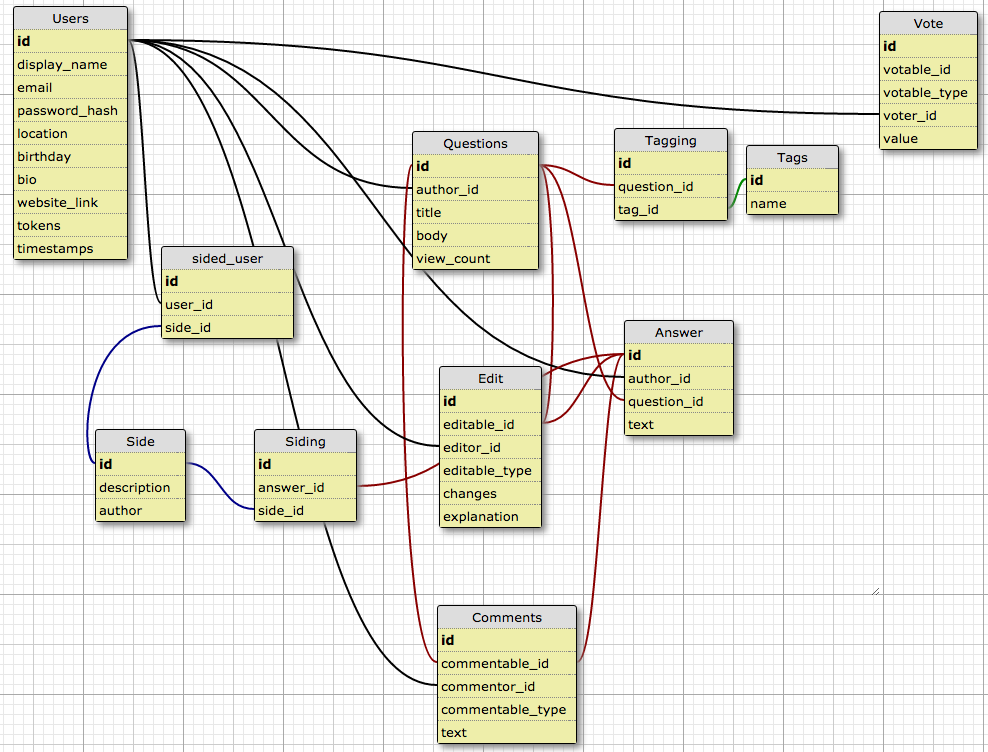 Users
id
display_name
email
password_hash
location
birthday
bio
website_link
tokens
timestamps
Vote
id
votable_id
votable_type
voter_id
value
Questions
id
author_id
title
body
view_count
Tagging
id
question_id
tag_id
Tags
id
name
sided_user
id
user_id
side_id
Answer
id
author_id
question_id
text
Edit
id
editable_id
editor_id
editable_type
changes
explanation
Side
id
description
author
Siding
id
answer_id
side_id
Comments
id
commentable_id
commentor_id
commentable_type
text